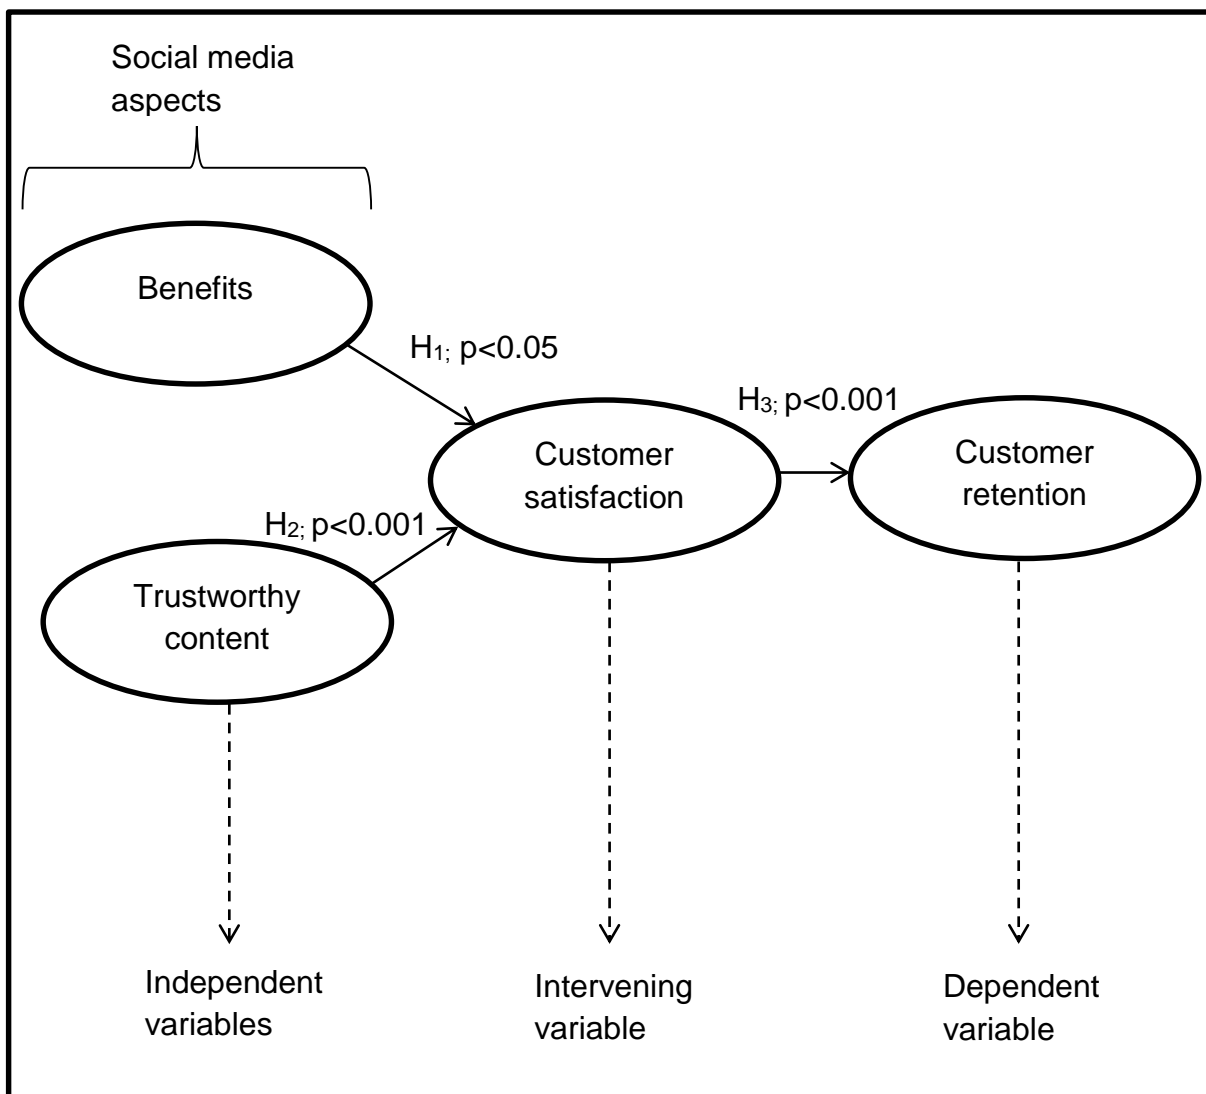 Social media
aspects
Benefits
H₁; p<0.05
H₃; p<0.001
Customer
satisfaction
Customer
retention
H₂; p<0.001
Trustworthy
content
Independent
variables
Intervening
variable
Dependent
variable